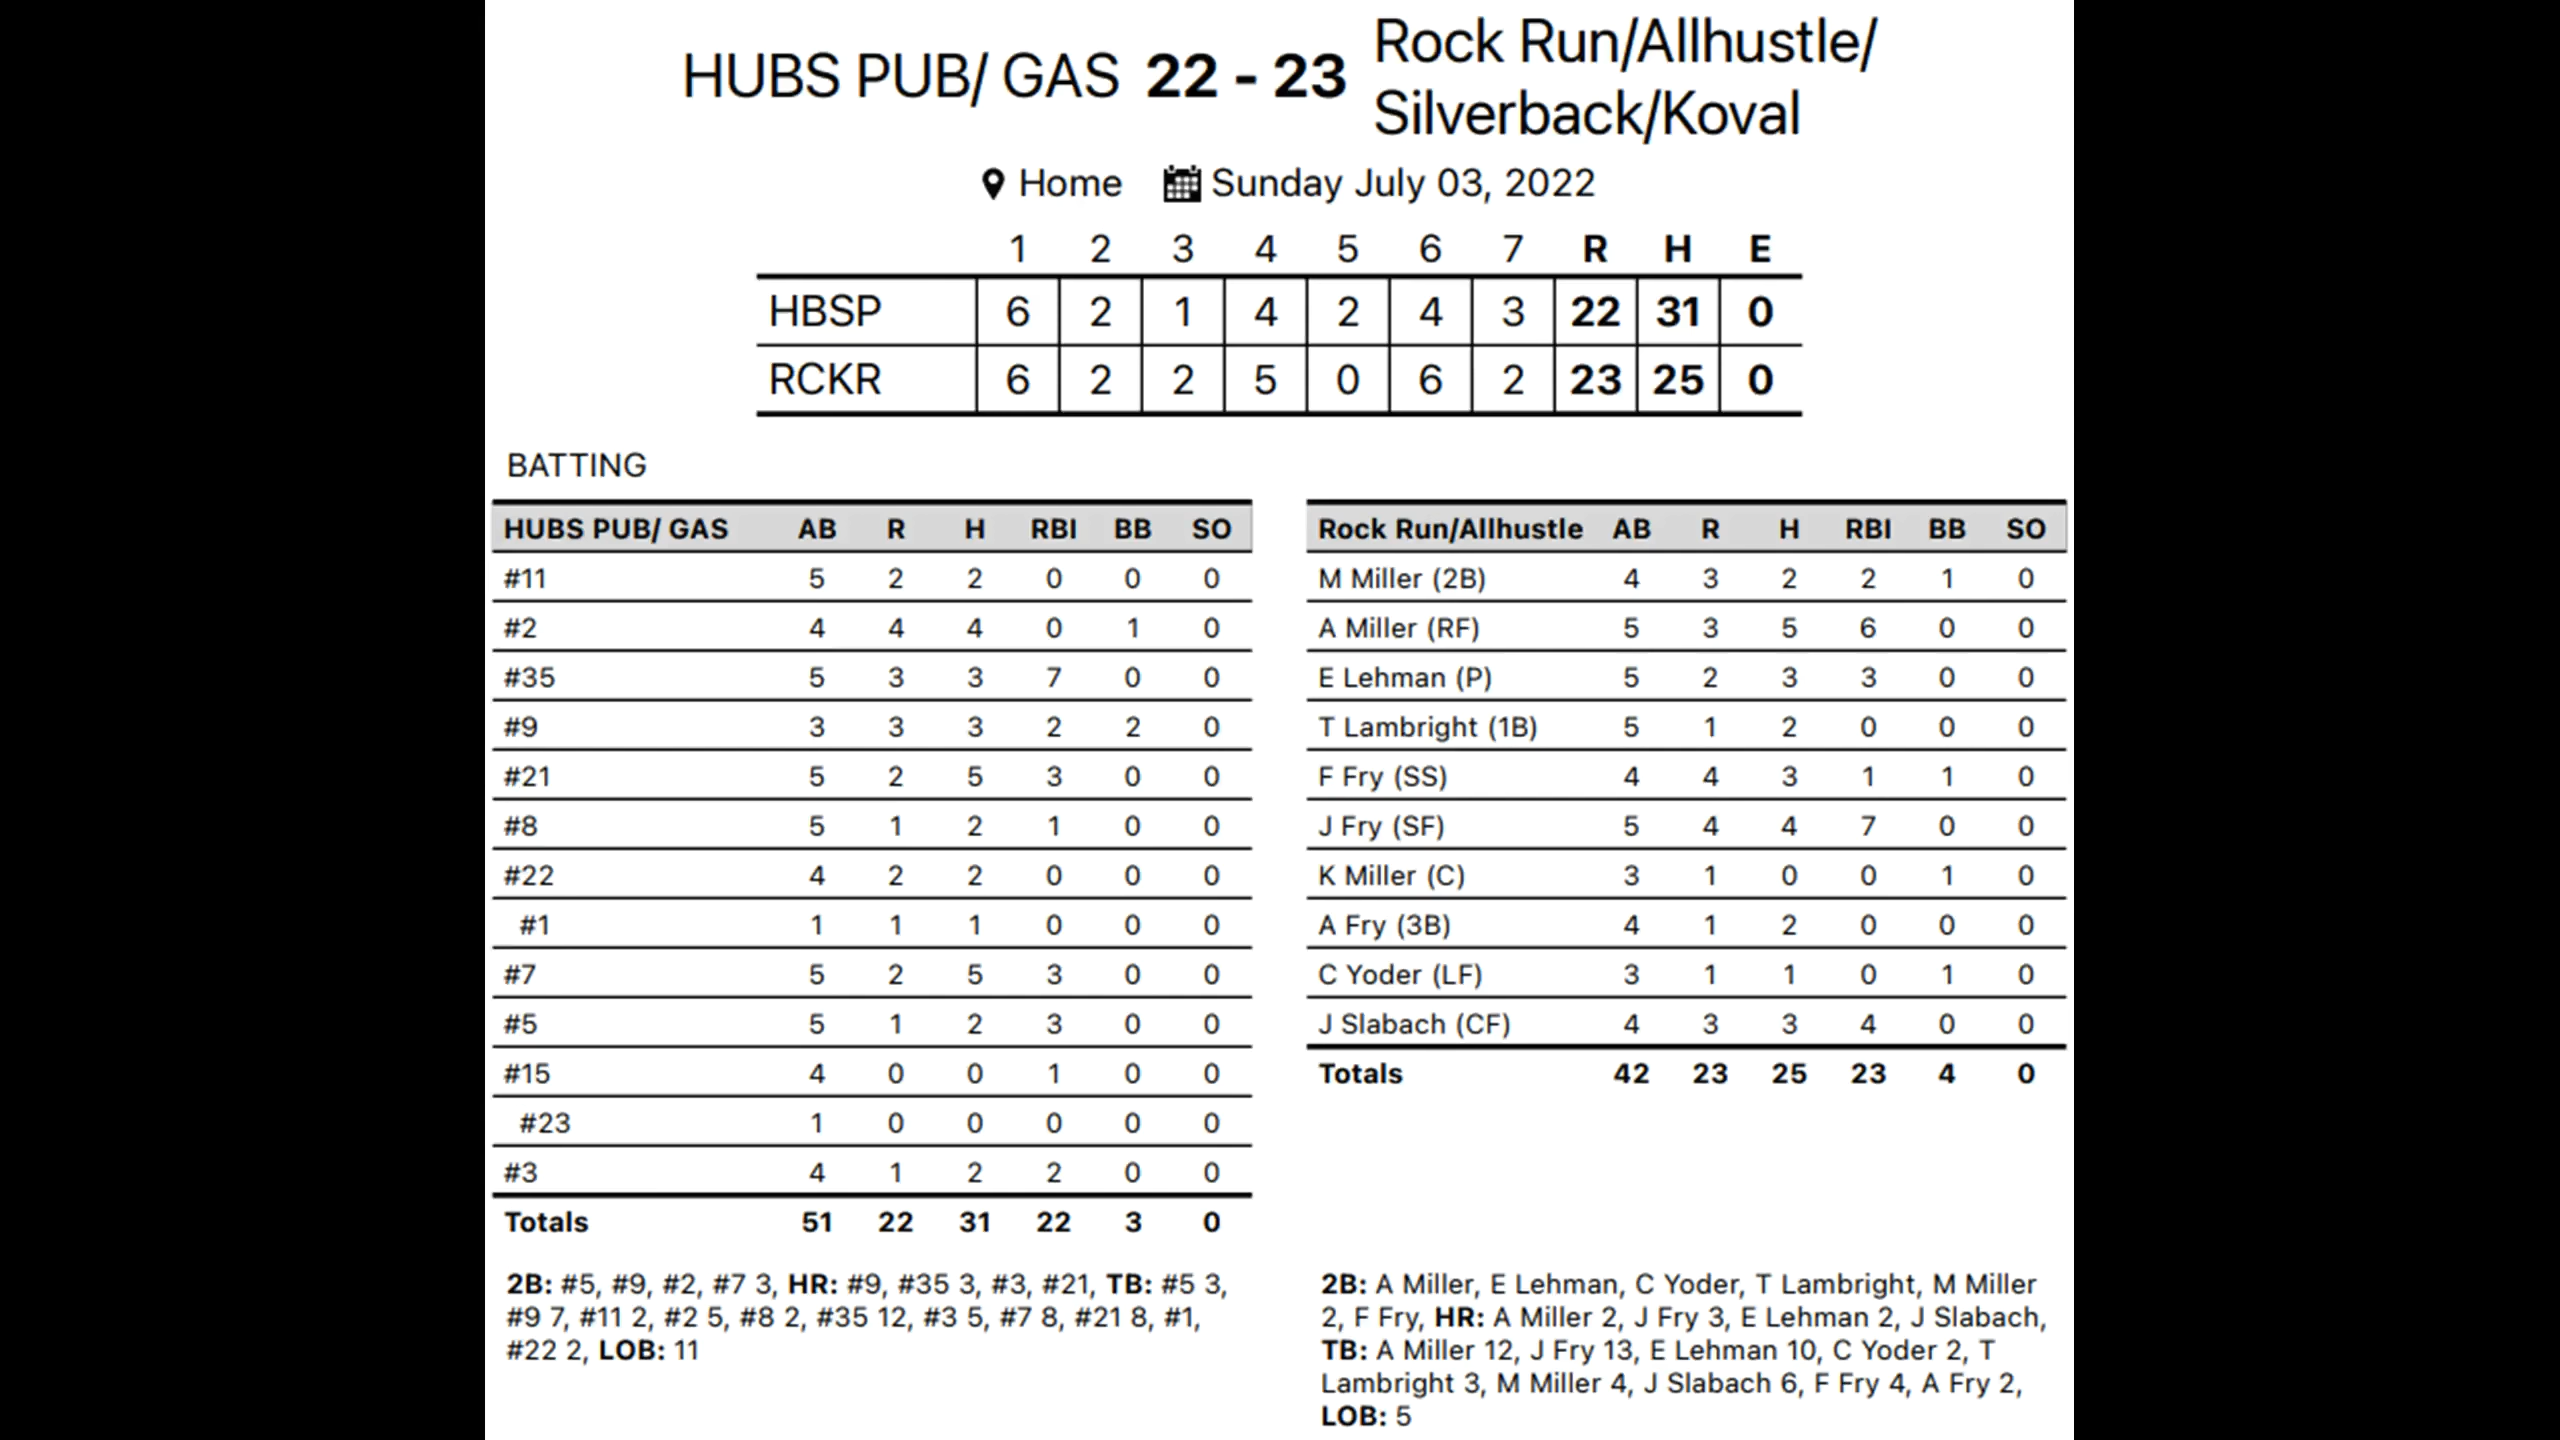 HUBS PUB/ GAS 22 - 23 Rock Run/Allhustle/
Silverback/Koval
Home Sunday July 03, 2022
1 2 3 4 5 6 7 R H E
HBSP 6 2 1 4 2 4 3 22 31 0
RCKR 6 2 2 5 0 6 2 23 25 0
BATTING
HUBS PUB/ GAS AB R H RBI BB SO
#11 5 2 2 0 0 0
#2 4 4 4 0 1 0
#35 5 3 3 7 0 0
#9 3 3 3 2 2 0
#21 5 2 5 3 0 0
#8 5 1 2 1 0 0
#22 4 2 2 0 0 0
#1 1 1 1 0 0 0
#7 5 2 5 3 0 0
#5 5 1 2 3 0 0
#15 4 0 0 1 0 0
#23 1 0 0 0 0 0
#3 4 1 2 2 0 0
Totals 51 22 31 22 3 0
2B: #5, #9, #2, #7 3, HR: #9, #35 3, #3, #21, TB: #5 3,
#9 7, #11 2, #2 5, #8 2, #35 12, #3 5, #7 8, #21 8, #1,
#22 2, LOB: 11
Rock Run/Allhustle AB R H RBI BB SO
M Miller (2B) 4 3 2 2 1 0
A Miller (RF) 5 3 5 6 0 0
E Lehman (P) 5 2 3 3 0 0
T Lambright (1B) 5 1 2 0 0 0
F Fry (SS) 4 4 3 1 1 0
J Fry (SF) 5 4 4 7 0 0
K Miller (C) 3 1 0 0 1 0
A Fry (3B) 4 1 2 0 0 0
C Yoder (LF) 3 1 1 0 1 0
J Slabach (CF) 4 3 3 4 0 0
Totals 42 23 25 23 4 0
2B: A Miller, E Lehman, C Yoder, T Lambright, M Miller
2, F Fry, HR: A Miller 2, J Fry 3, E Lehman 2, J Slabach,
TB: A Miller 12, J Fry 13, E Lehman 10, C Yoder 2, T
Lambright 3, M Miller 4, J Slabach 6, F Fry 4, A Fry 2,
LOB: 5